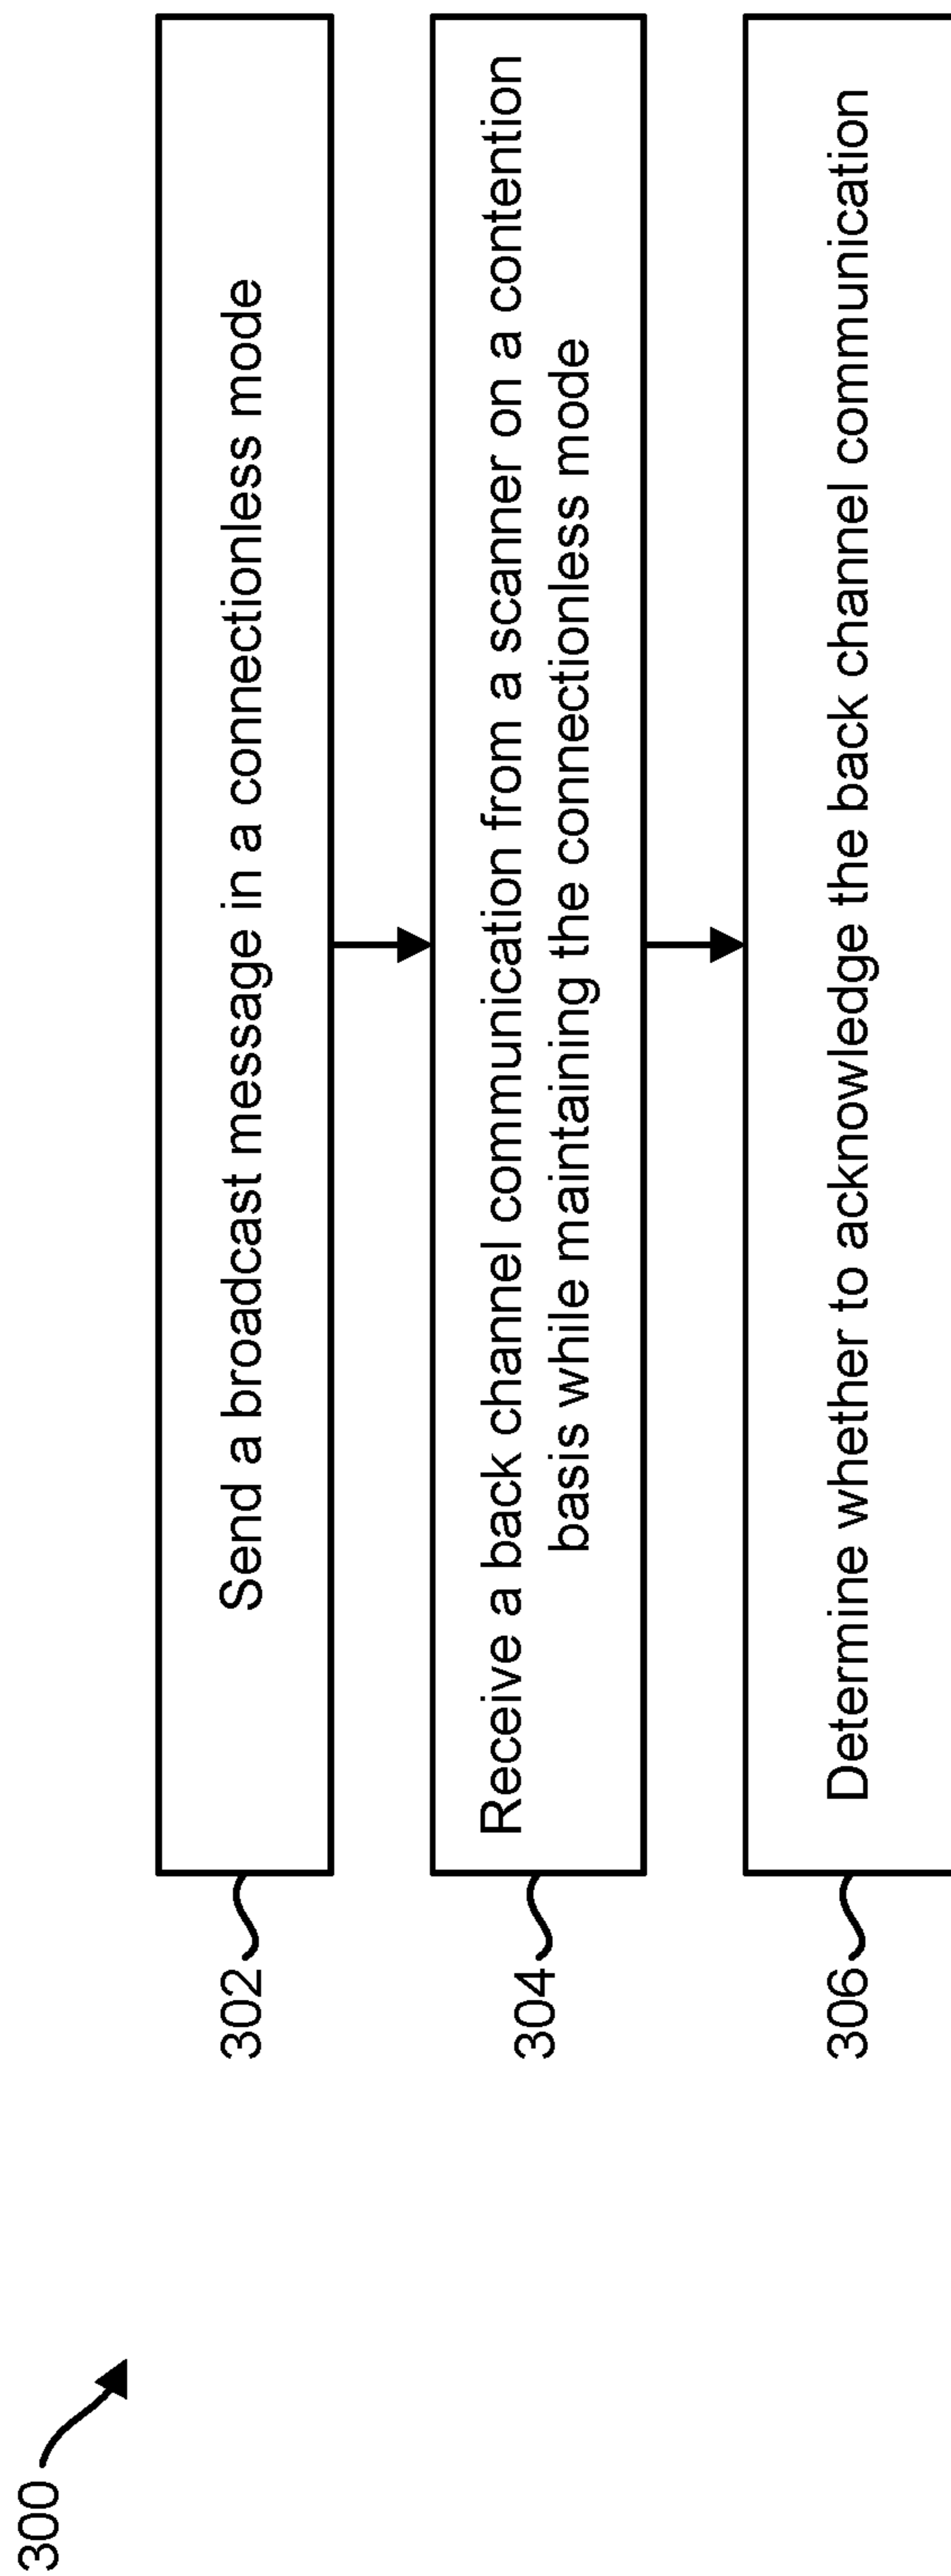 300
302
Send a broadcast message in a connectionless mode
304
Receive a back channel communication from a scanner on a contention
basis while maintaining the connectionless mode
306
Determine whether to acknowledge the back channel communication